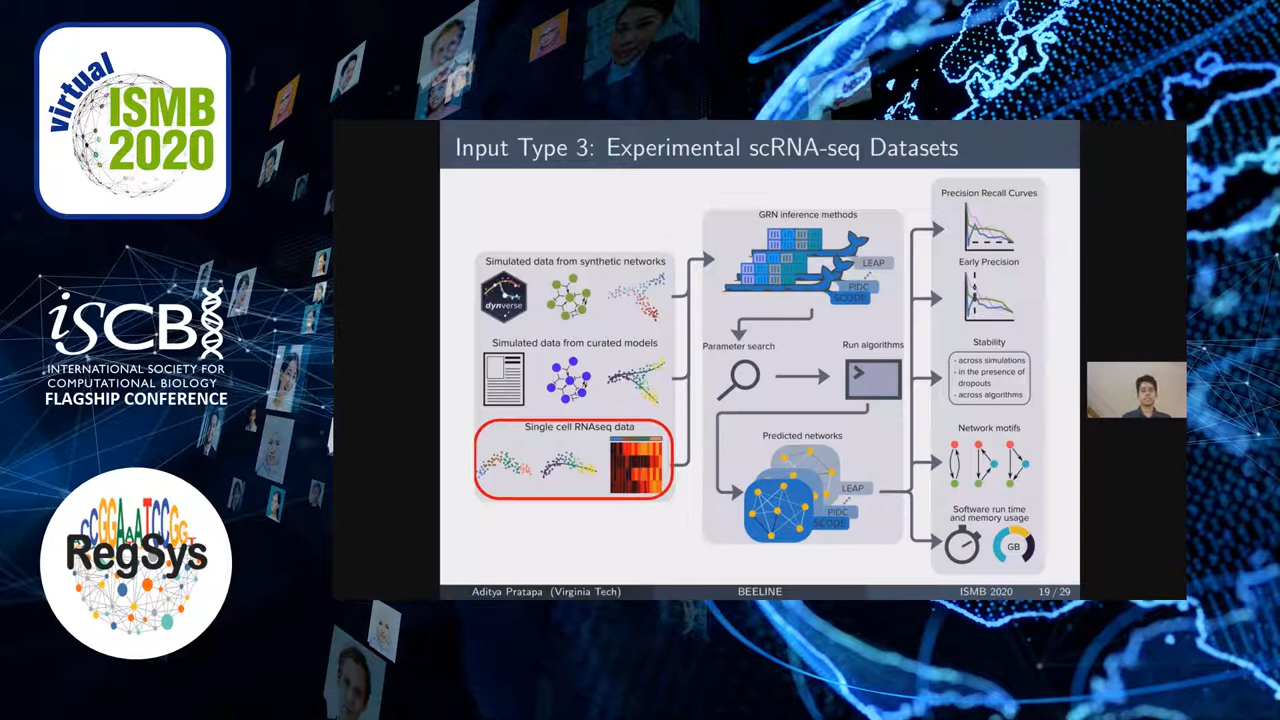 virtual
ISMB
2020
iSCB
INTERNATIONAL SOCIETY FOR
COMPUTATIONAL BIOLOGY
FLAGSHIP CONFERENCE
CCGGAAATCCGG
RegSys
Input Type 3: Experimental scRNA-seq Datasets
Simulated data from synthetic networks
dynverse
Simulated data from curated models
Single cell RNAseq data
GRN inference methods
LEAP
PIDC
SCODE
Parameter search
Run algorithms
Predicted networks
LEAP
PIDC
SCODE
Precision Recall Curves
Early Precision
Stability
- across simulations
- in the presence of
dropouts
- across algorithms
Network motifs
Software run time
and memory usage
GB
Aditya Pratapa (Virginia Tech)
BEELINE
ISMB 2020
19 / 29